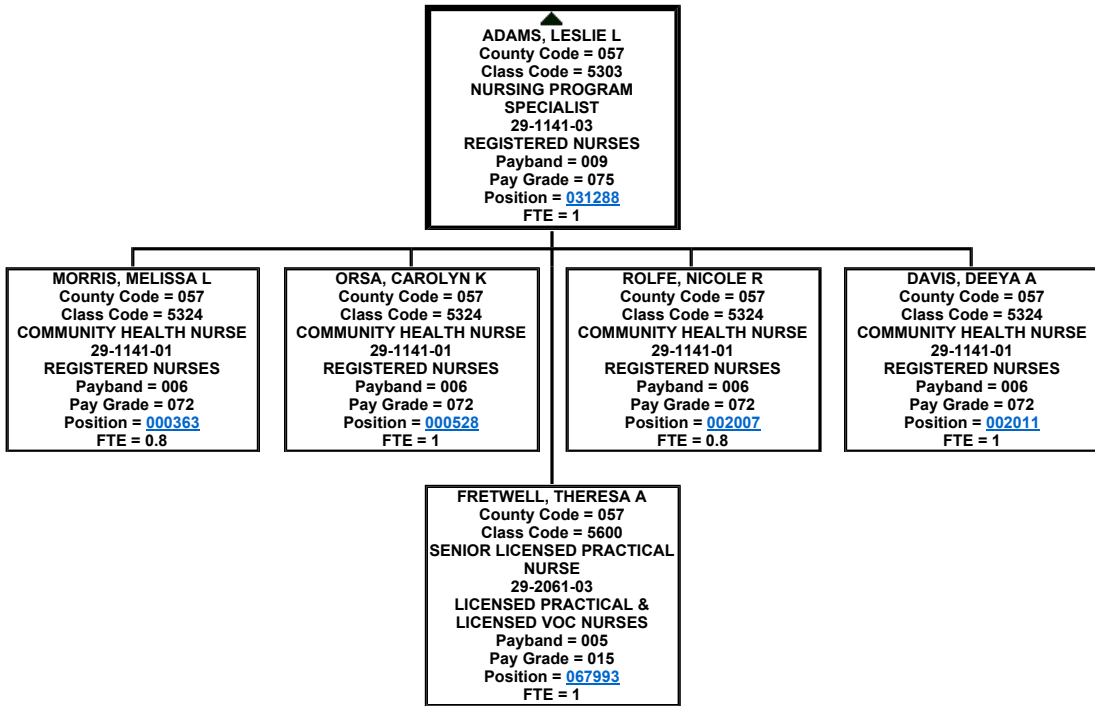 ADAMS, LESLIE L
County Code = 057
Class Code = 5303
NURSING PROGRAM
SPECIALIST
29-1141-03
REGISTERED NURSES
Payband = 009
Pay Grade = 075
Position = 031288
FTE = 1
MORRIS, MELISSA L
County Code = 057
Class Code = 5324
COMMUNITY HEALTH NURSE
29-1141-01
REGISTERED NURSES
Payband = 006
Pay Grade = 072
Position = 000363
FTE = 0.8
ORSA, CAROLYN K
County Code = 057
Class Code = 5324
COMMUNITY HEALTH NURSE
29-1141-01
REGISTERED NURSES
Payband = 006
Pay Grade = 072
Position = 000528
FTE = 1
ROLFE, NICOLE R
County Code = 057
Class Code = 5324
COMMUNITY HEALTH NURSE
29-1141-01
REGISTERED NURSES
Payband = 006
Pay Grade = 072
Position = 002007
FTE = 0.8
DAVIS, DEEYA A
County Code = 057
Class Code = 5324
COMMUNITY HEALTH NURSE
29-1141-01
REGISTERED NURSES
Payband = 006
Pay Grade = 072
Position = 002011
FTE = 1
FRETWELL, THERESA A
County Code = 057
Class Code = 5600
SENIOR LICENSED PRACTICAL
NURSE
29-2061-03
LICENSED PRACTICAL &
LICENSED VOC NURSES
Payband = 005
Pay Grade = 015
Position = 067993
FTE = 1